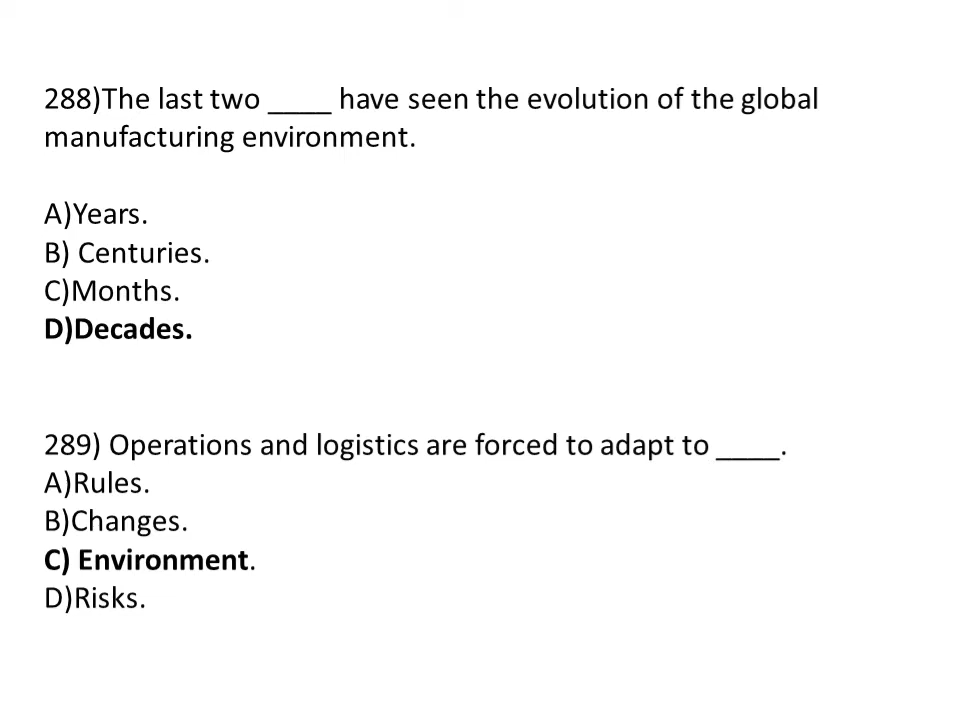 288)The last two ____ have seen the evolution of the global
manufacturing environment.
A)Years.
B) Centuries.
C)Months.
D)Decades.
289) Operations and logistics are forced to adapt to ____.
A)Rules.
B)Changes.
C) Environment.
D)Risks.